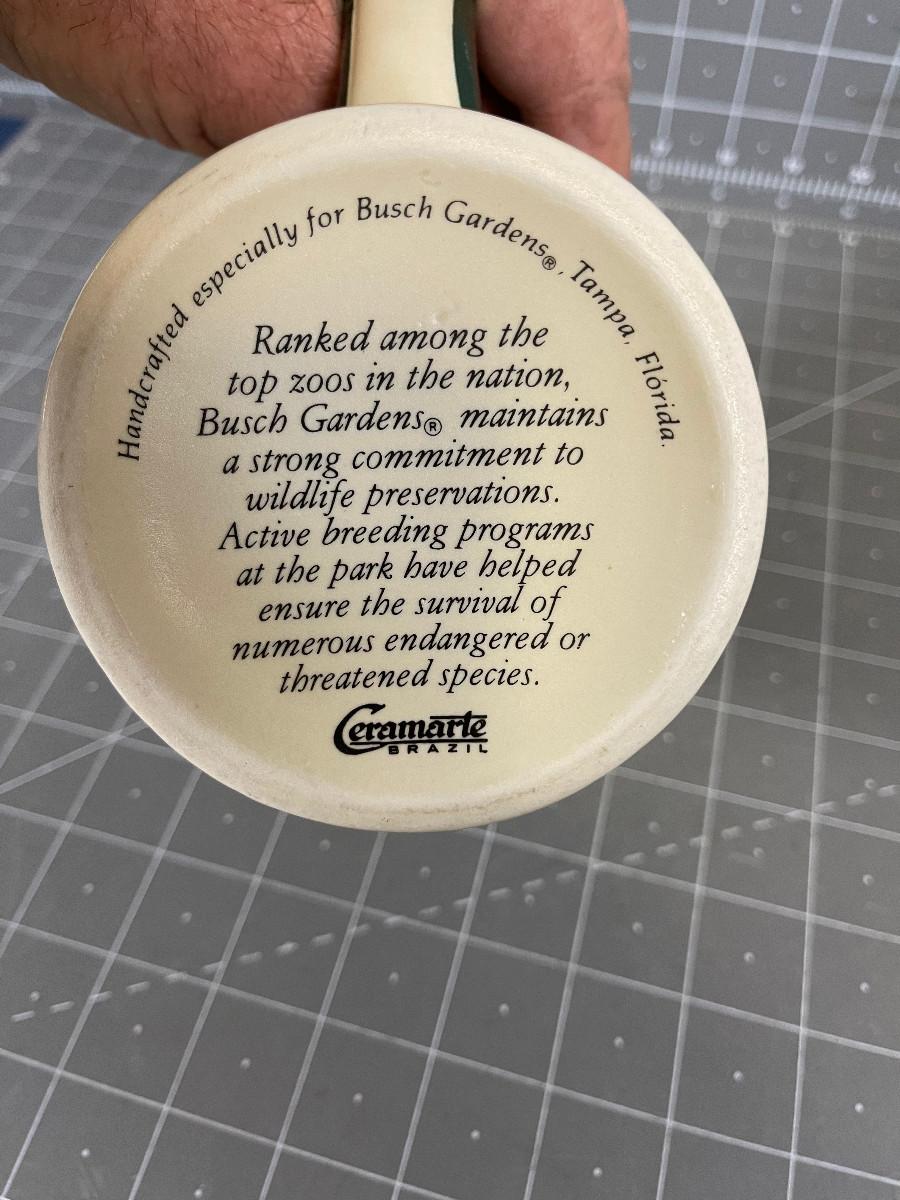 Handcrafted especially for Busch Gardens®, Tampa, Flórida.
Ranked among the
top zoos in the nation,
Busch Gardens® maintains
a strong commitment to
wildlife preservations.
Active breeding programs
at the park have helped
ensure the survival of
numerous endangered or
threatened species.
Ceramarte
BRAZIL